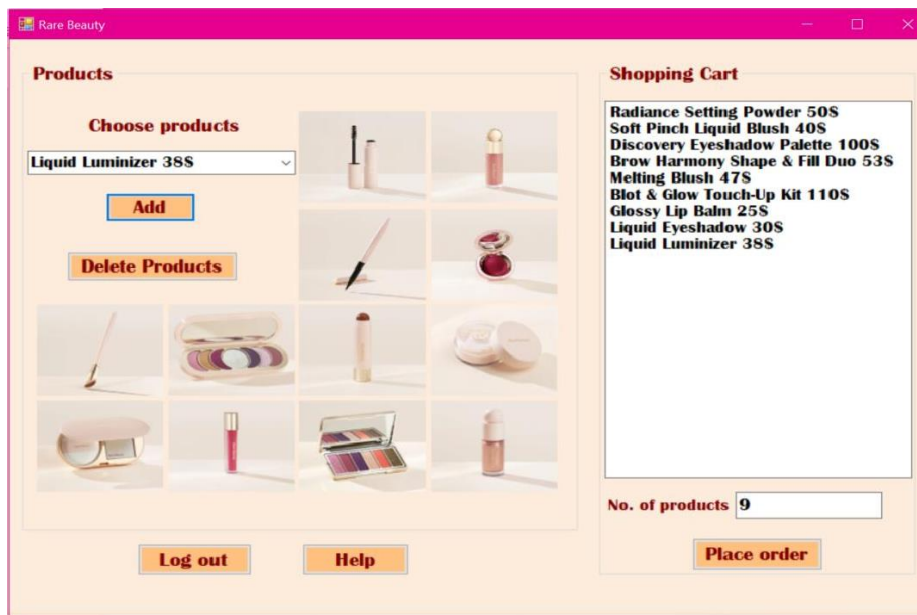 Rare Beauty
Products
Choose products
Liquid Luminizer 38$
Add
Delete Products
Log out
Help
Shopping Cart
Radiance Setting Powder 50$
Soft Pinch Liquid Blush 40$
Discovery Eyeshadow Palette 100$
Brow Harmony Shape & Fill Duo 53$
Melting Blush 47$
Blot & Glow Touch-Up Kit 110$
Glossy Lip Balm 25$
Liquid Eyeshadow 30$
Liquid Luminizer 38$
No. of products 9
Place order